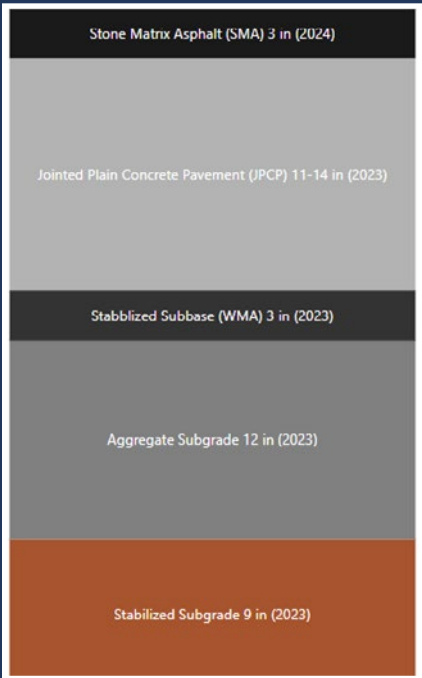 Stone Matrix Asphalt (SMA) 3 in (2024)
Jointed Plain Concrete Pavement (JPCP) 11-14 in (2023)
Stabblized Subbase (WMA) 3 in (2023)
Aggregate Subgrade 12 in (2023)
Stabilized Subgrade 9 in (2023)